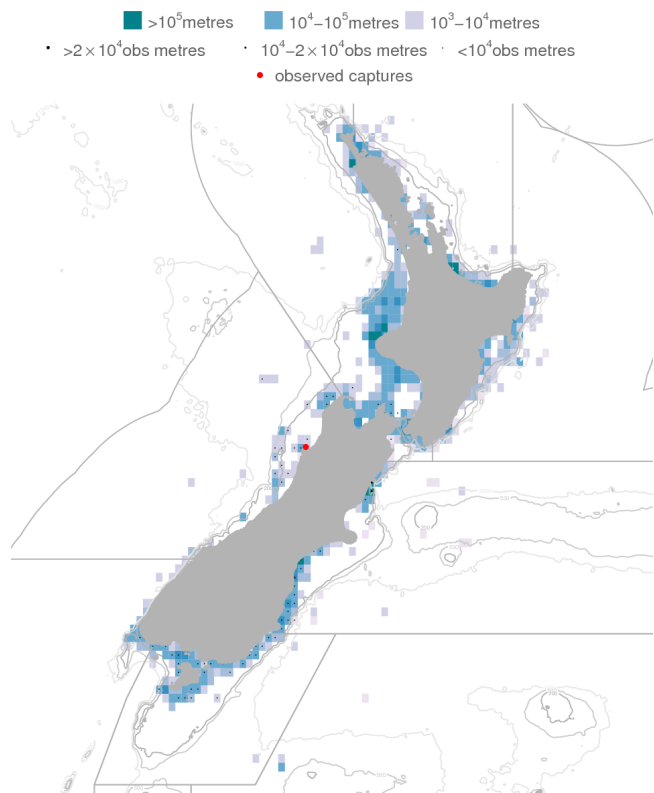 >10⁵metres 10⁴–10⁵metres 10³–10⁴metres
>2×10⁴obs metres 10⁴–2×10⁴obs metres <10⁴obs metres
observed captures